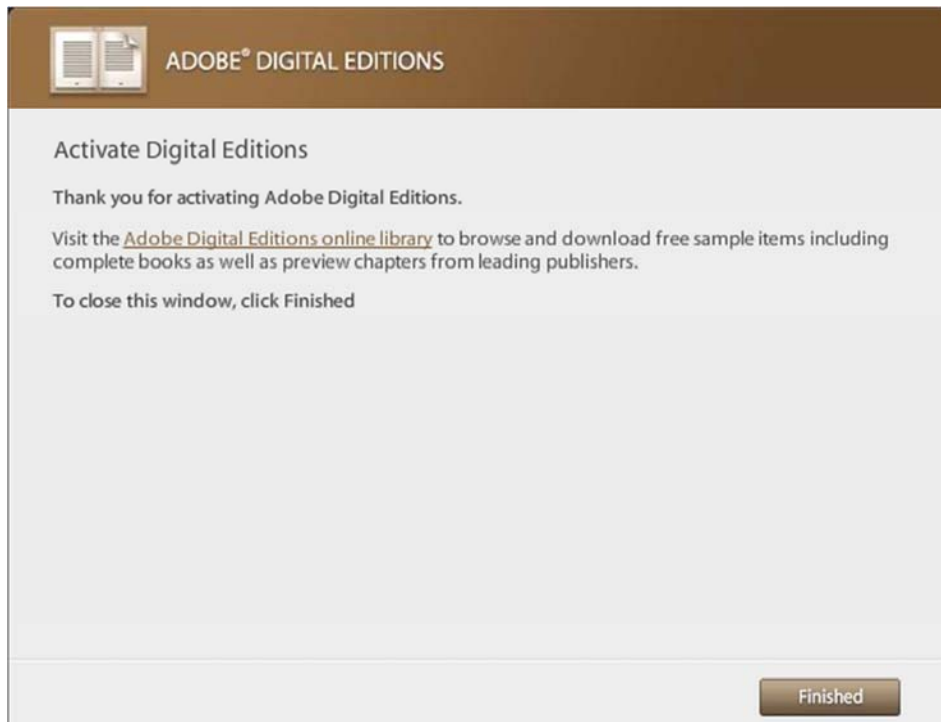 ADOBE® DIGITAL EDITIONS
Activate Digital Editions
Thank you for activating Adobe Digital Editions.
Visit the Adobe Digital Editions online library to browse and download free sample items including
complete books as well as preview chapters from leading publishers.
To close this window, click Finished
Finished